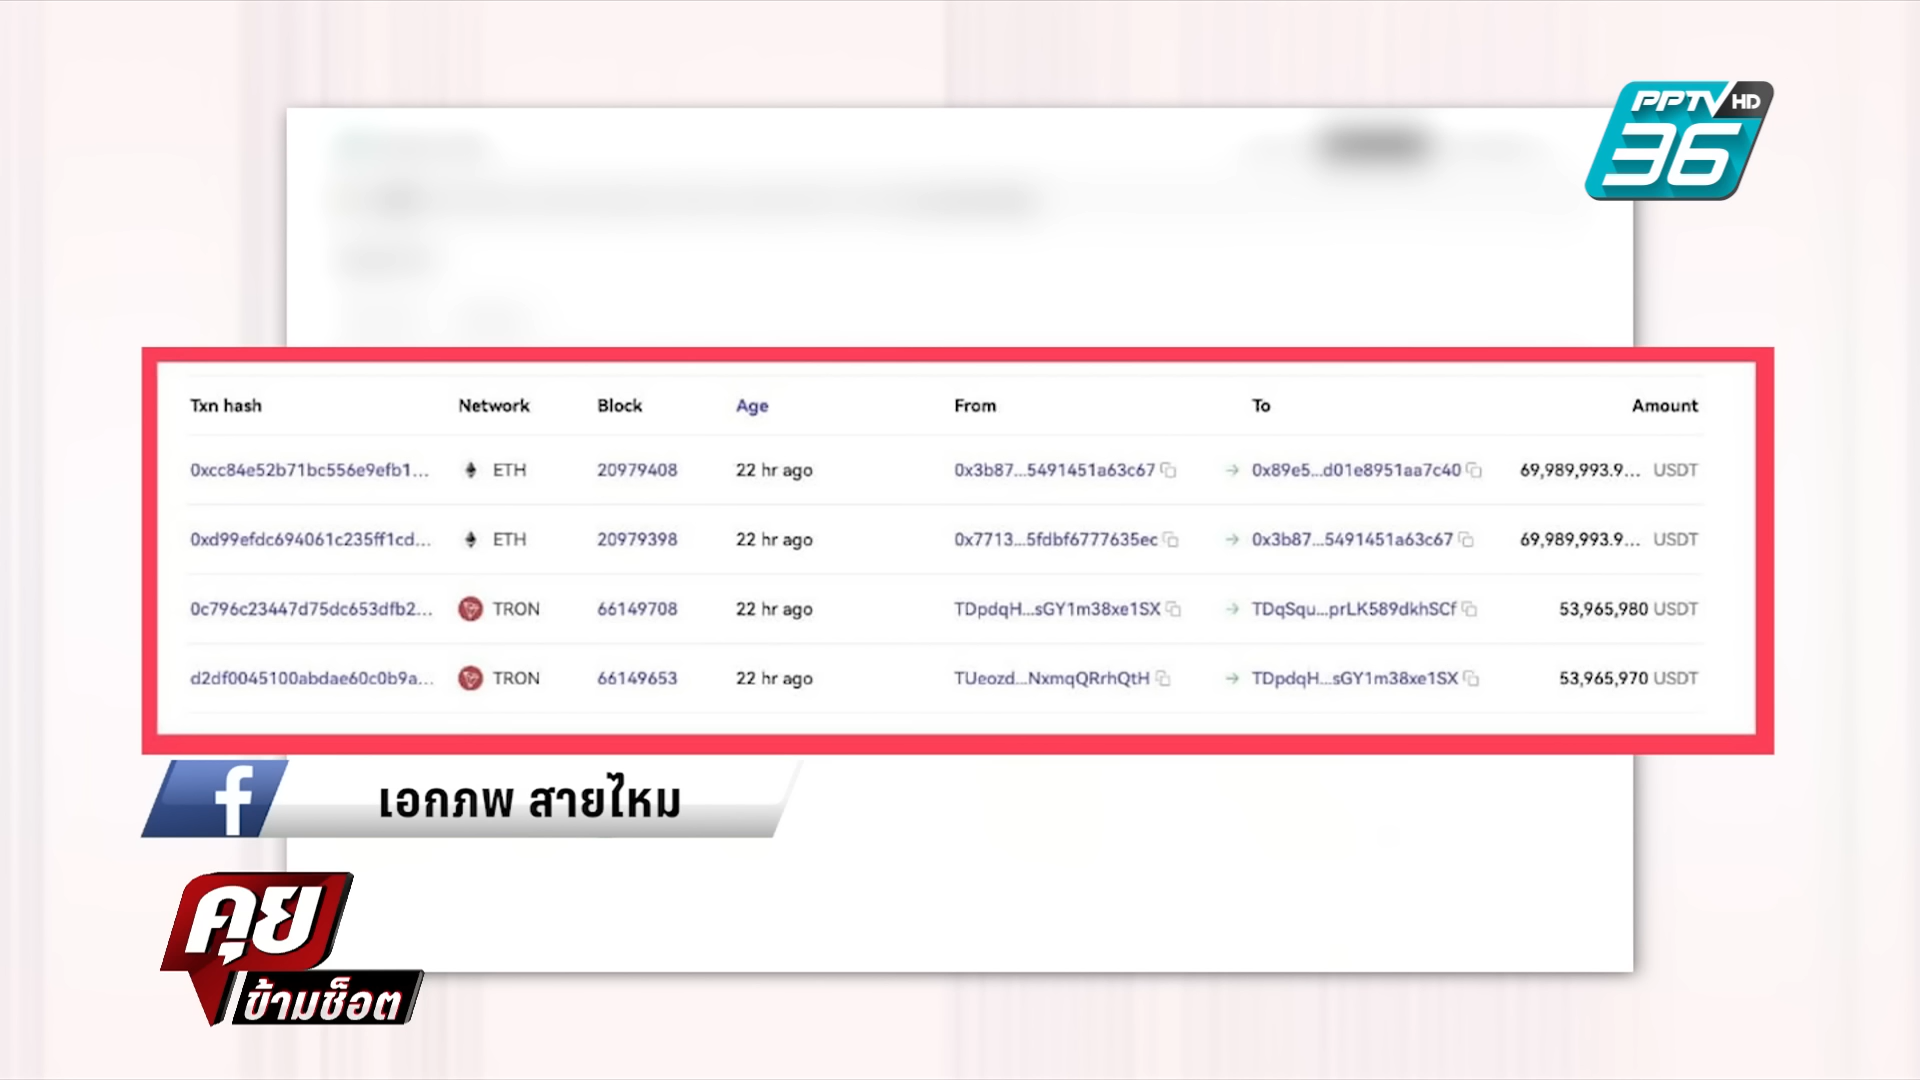 PPTV HD
36
Txn hash Network Block Age From To Amount
0xcc84e52b71bc556e9efb1... ETH 20979408 22 hr ago 0x3b87...5491451a63c67 → 0x89e5...d01e8951aa7c40 69,989,993.9... USDT
0xd99efdc694061c235ff1cd... ETH 20979398 22 hr ago 0x7713...5fdbf6777635ec → 0x3b87...5491451a63c67 69,989,993.9... USDT
0c796c23447d75dc653dfb2... TRON 66149708 22 hr ago TDpdqH...sGY1m38xe1SX → TDqSqu...prLK589dkhSCf 53,965,980 USDT
d2df0045100abdae60c0b9a... TRON 66149653 22 hr ago TUeozd...NxmqQRrhQtH → TDpdqH...sGY1m38xe1SX 53,965,970 USDT
f เอกภพ สายไหม
คุย
ข้ามช็อต